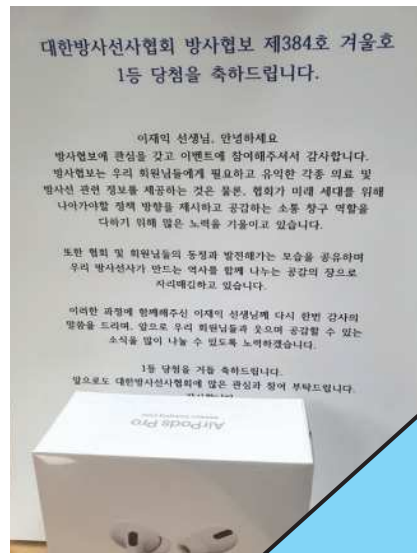 대한방사선사협회 방사협보 제384호 겨울호
1등 당첨을 축하드립니다.
이재익 선생님, 안녕하세요
방사협보에 관심을 갖고 이벤트에 참여해주셔서 감사합니다.
방사협보는 우리 회원님들에게 필요하고 유익한 각종 의료 및
방사선 관련 정보를 제공하는 것은 물론, 협회가 미래 세대를 위해
나아가야할 정책 방향을 제시하고 공감하는 소통 창구 역할을
다하기 위해 많은 노력을 기울이고 있습니다.
또한 협회 및 회원님들의 동정과 발전해가는 모습을 공유하며
우리 방사선사가 만드는 역사를 함께 나누는 공감의 장으로
자리매김하고 있습니다.
이러한 과정에 함께해주신 이재익 선생님께 다시 한번 감사의
말씀을 드리며, 앞으로 우리 회원님들과 웃으며 공감할 수 있는
소식을 많이 나눌 수 있도록 노력하겠습니다.
1등 당첨을 거듭 축하드립니다.
앞으로도 대한방사선사협회에 많은 관심과 참여 부탁드립니다.
AirPods Pro